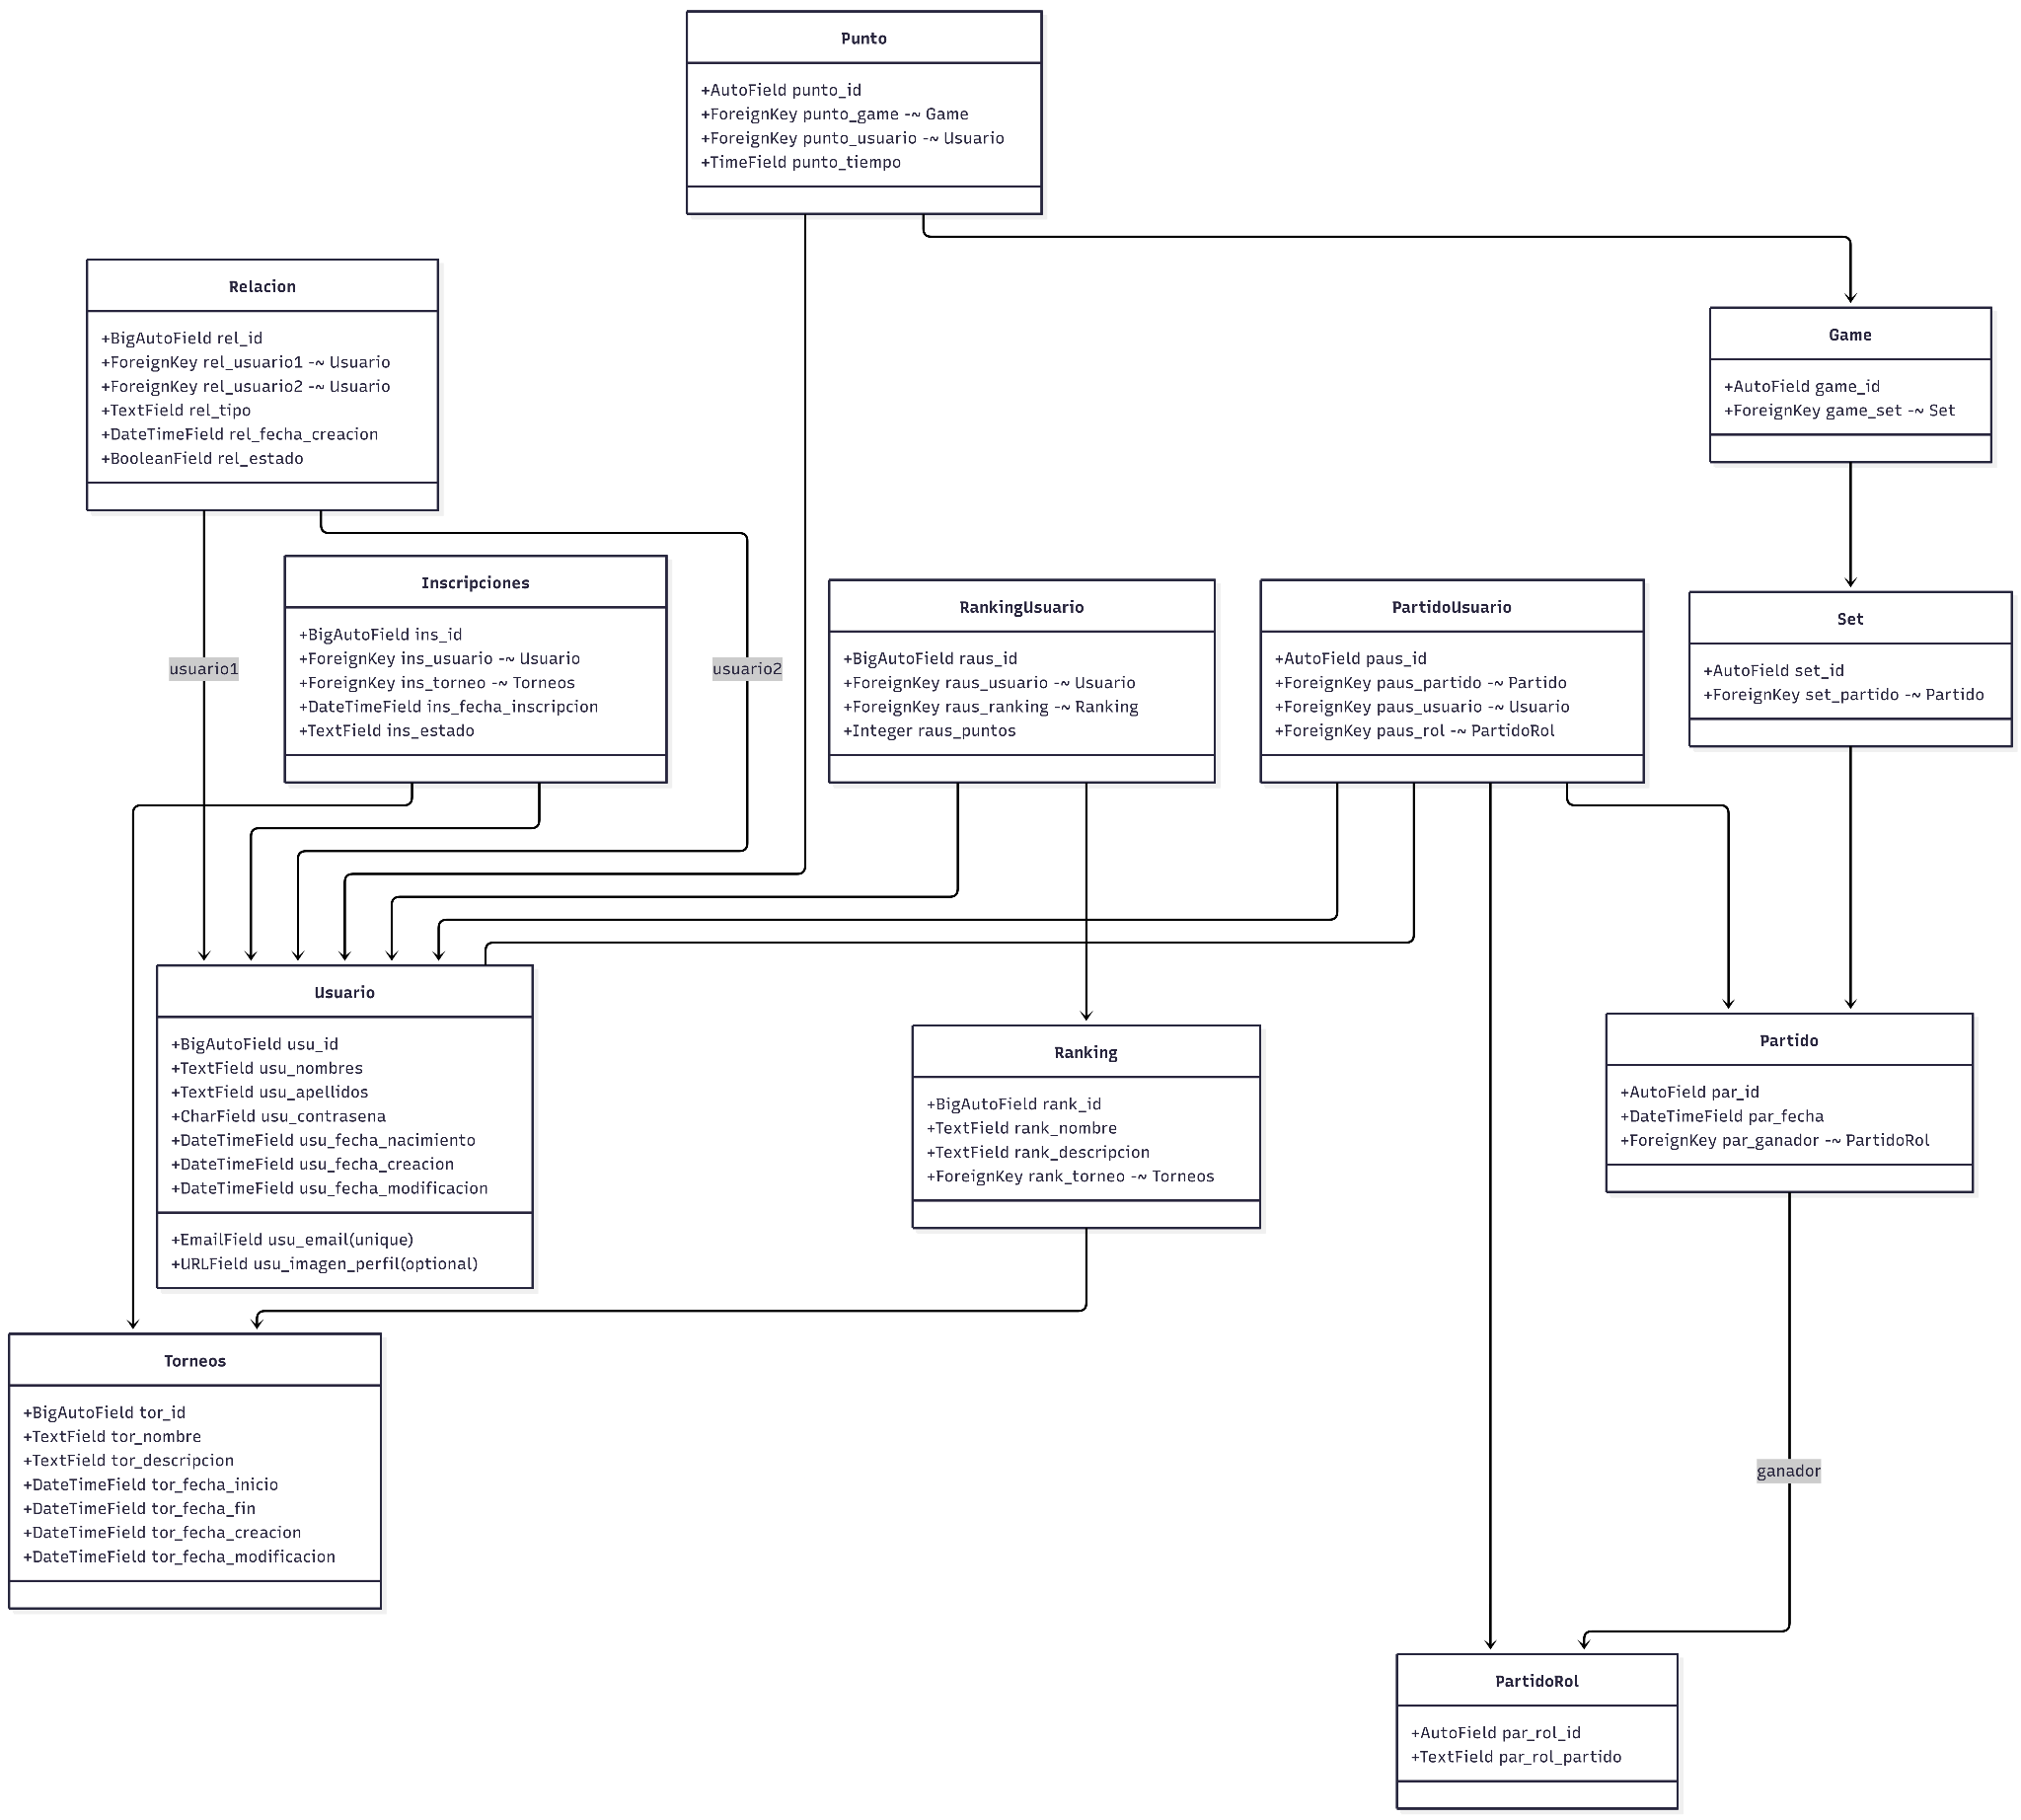 Punto
+AutoField punto_id
+ForeignKey punto_game -~ Game
+ForeignKey punto_usuario -~ Usuario
+TimeField punto_tiempo
Relacion
+BigAutoField rel_id
+ForeignKey rel_usuario1 -~ Usuario
+ForeignKey rel_usuario2 -~ Usuario
+TextField rel_tipo
+DateTimeField rel_fecha_creacion
+BooleanField rel_estado
Game
+AutoField game_id
+ForeignKey game_set -~ Set
usuario1
Inscripciones
+BigAutoField ins_id
+ForeignKey ins_usuario -~ Usuario
+ForeignKey ins_torneo -~ Torneos
+DateTimeField ins_fecha_inscripcion
+TextField ins_estado
usuario2
RankingUsuario
+BigAutoField raus_id
+ForeignKey raus_usuario -~ Usuario
+ForeignKey raus_ranking -~ Ranking
+Integer raus_puntos
PartidoUsuario
+AutoField paus_id
+ForeignKey paus_partido -~ Partido
+ForeignKey paus_usuario -~ Usuario
+ForeignKey paus_rol -~ PartidoRol
Set
+AutoField set_id
+ForeignKey set_partido -~ Partido
Usuario
+BigAutoField usu_id
+TextField usu_nombres
+TextField usu_apellidos
+CharField usu_contrasena
+DateTimeField usu_fecha_nacimiento
+DateTimeField usu_fecha_creacion
+DateTimeField usu_fecha_modificacion
+EmailField usu_email(unique)
+URLField usu_imagen_perfil(optional)
Ranking
+BigAutoField rank_id
+TextField rank_nombre
+TextField rank_descripcion
+ForeignKey rank_torneo -~ Torneos
Partido
+AutoField par_id
+DateTimeField par_fecha
+ForeignKey par_ganador -~ PartidoRol
Torneos
+BigAutoField tor_id
+TextField tor_nombre
+TextField tor_descripcion
+DateTimeField tor_fecha_inicio
+DateTimeField tor_fecha_fin
+DateTimeField tor_fecha_creacion
+DateTimeField tor_fecha_modificacion
ganador
PartidoRol
+AutoField par_rol_id
+TextField par_rol_partido